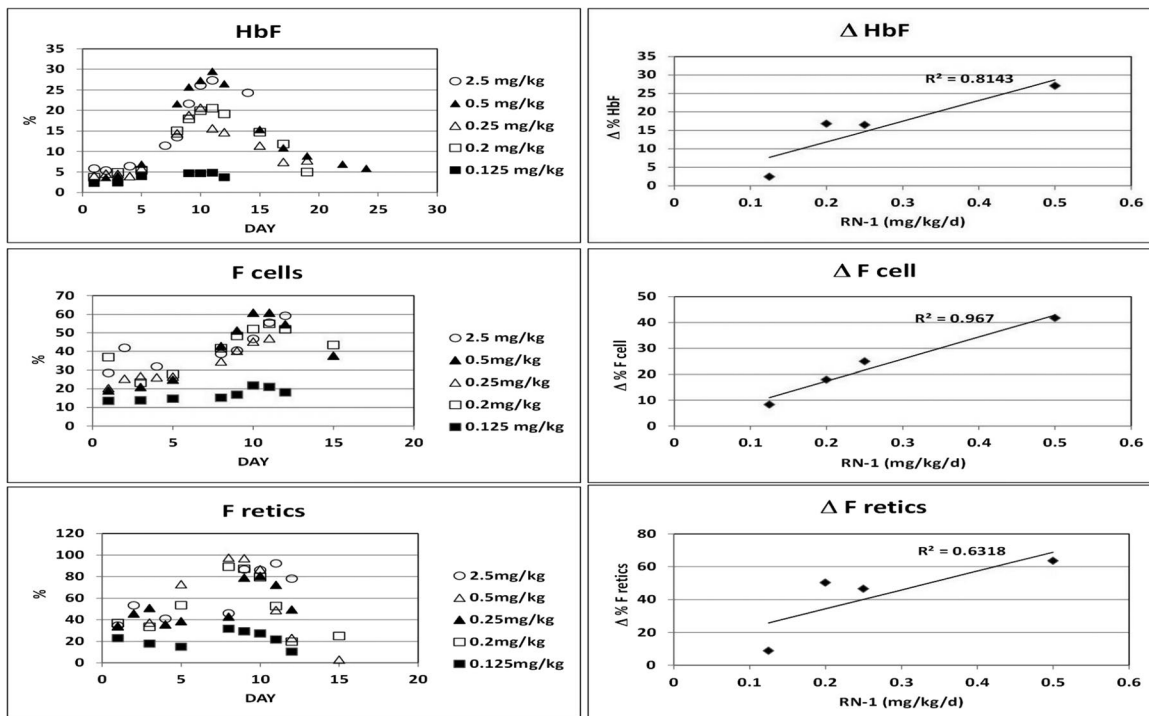 HbF
35
30
25
20
15
10
5
0
%
0 5 10 15 20 25 30
DAY
2.5 mg/kg
0.5 mg/kg
0.25 mg/kg
0.2 mg/kg
0.125 mg/kg
Δ HbF
35
30
25
20
15
10
5
0
Δ % HbF
R² = 0.8143
0 0.1 0.2 0.3 0.4 0.5 0.6
RN-1 (mg/kg/d)
F cells
70
60
50
40
30
20
10
0
%
0 5 10 15 20
DAY
2.5 mg/kg
0.5mg/kg
0.25mg/kg
0.2mg/kg
0.125 mg/kg
Δ F cell
50
40
30
20
10
0
Δ % F cell
R² = 0.967
0 0.1 0.2 0.3 0.4 0.5 0.6
RN-1 (mg/kg/d)
F retics
120
100
80
60
40
20
0
%
0 5 10 15 20
DAY
2.5mg/kg
0.5mg/kg
0.25mg/kg
0.2mg/kg
0.125mg/kg
Δ F retics
80
60
40
20
0
Δ % F retics
R² = 0.6318
0 0.1 0.2 0.3 0.4 0.5 0.6
RN-1 (mg/kg/d)